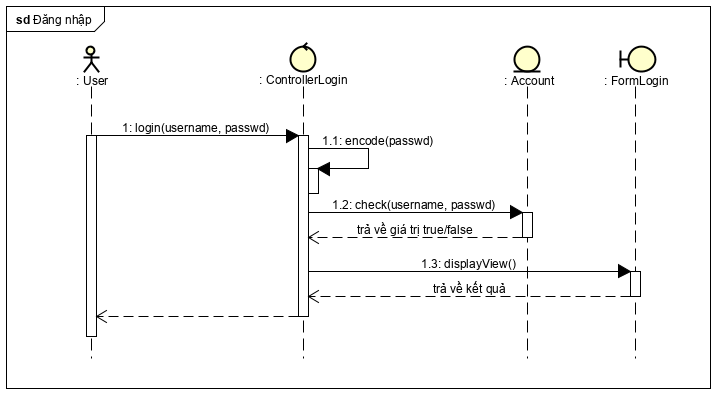 sd Đăng nhập
: User
: ControllerLogin
: Account
: FormLogin
1: login(username, passwd)
1.1: encode(passwd)
1.2: check(username, passwd)
trả về giá trị true/false
1.3: displayView()
trả về kết quả